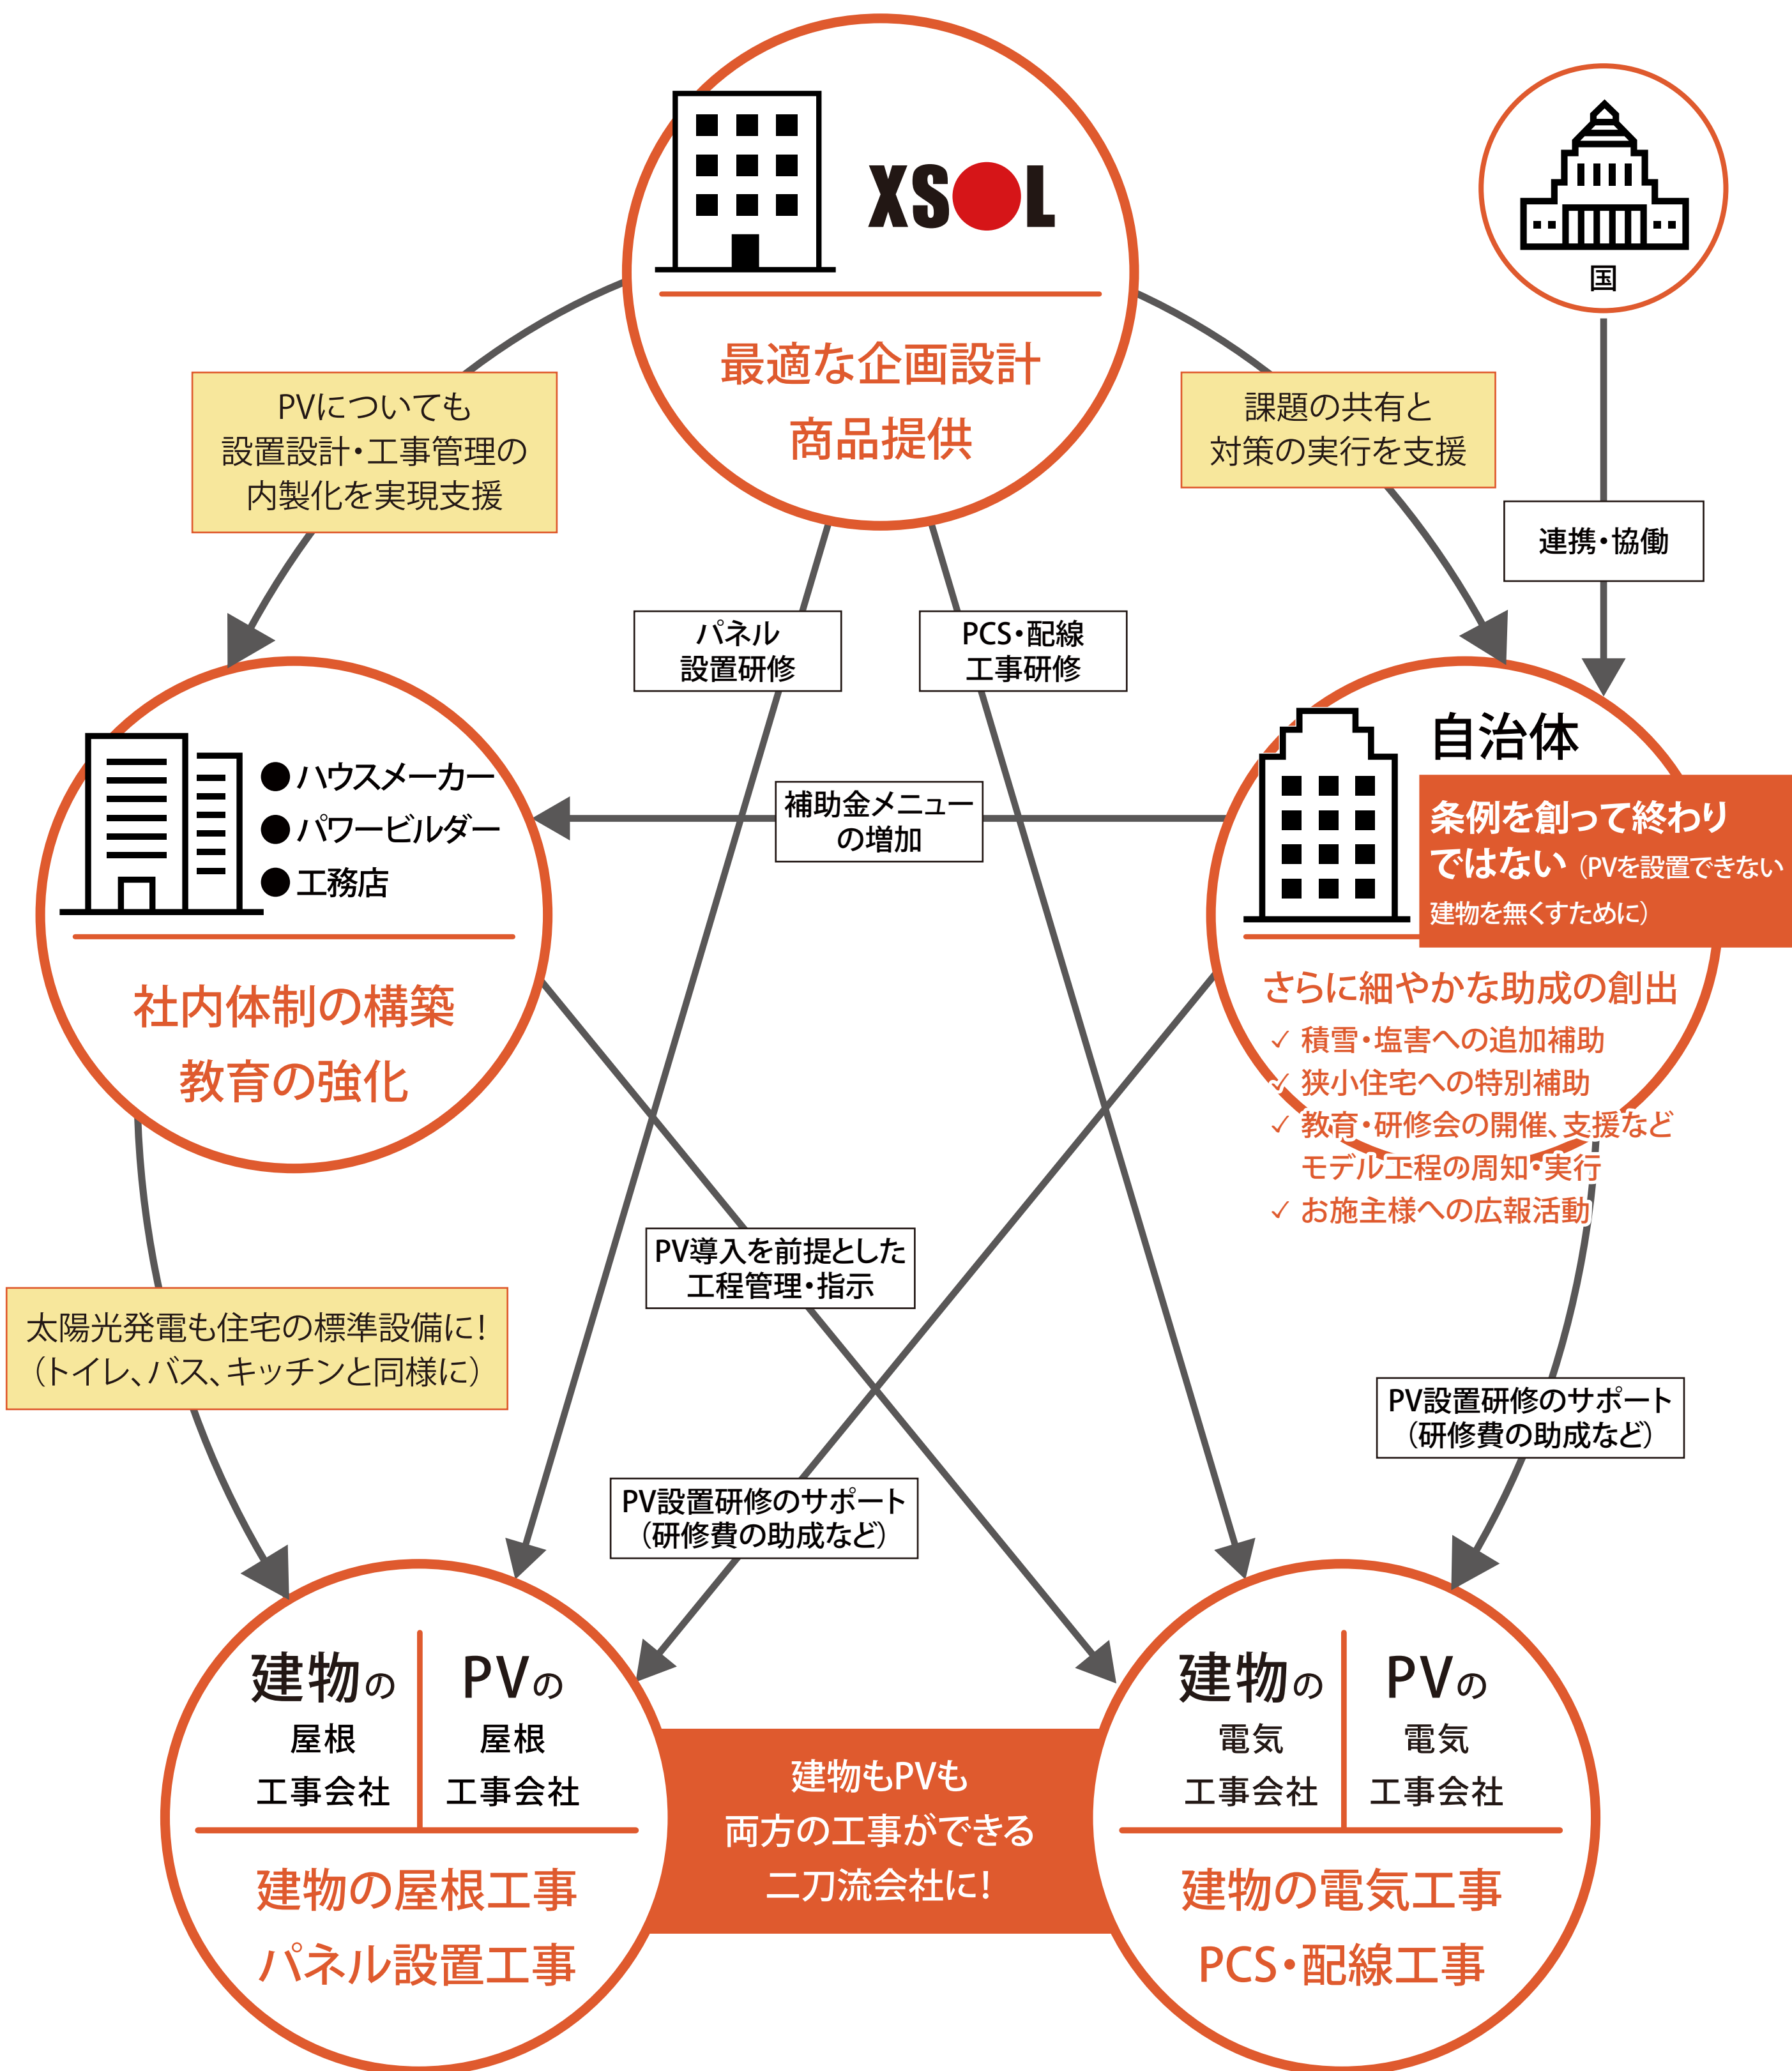 XSOL
最適な企画設計
商品提供
国
PVについても
設置設計・工事管理の
内製化を実現支援
課題の共有と
対策の実行を支援
連携・協働
パネル
設置研修
PCS・配線
工事研修
●ハウスメーカー
●パワービルダー
●工務店
社内体制の構築
教育の強化
補助金メニュー
の増加
自治体
条例を創って終わり
ではない（PVを設置できない
建物を無くすために）
さらに細やかな助成の創出
✓ 積雪・塩害への追加補助
✓ 狭小住宅への特別補助
✓ 教育・研修会の開催、支援など
モデル工程の周知・実行
✓ お施主様への広報活動
PV導入を前提とした
工程管理・指示
太陽光発電も住宅の標準設備に！
（トイレ、バス、キッチンと同様に）
PV設置研修のサポート
（研修費の助成など）
PV設置研修のサポート
（研修費の助成など）
建物の
屋根
工事会社
PVの
屋根
工事会社
建物の屋根工事
パネル設置工事
建物もPVも
両方の工事ができる
二刀流会社に！
建物の
電気
工事会社
PVの
電気
工事会社
建物の電気工事
PCS・配線工事